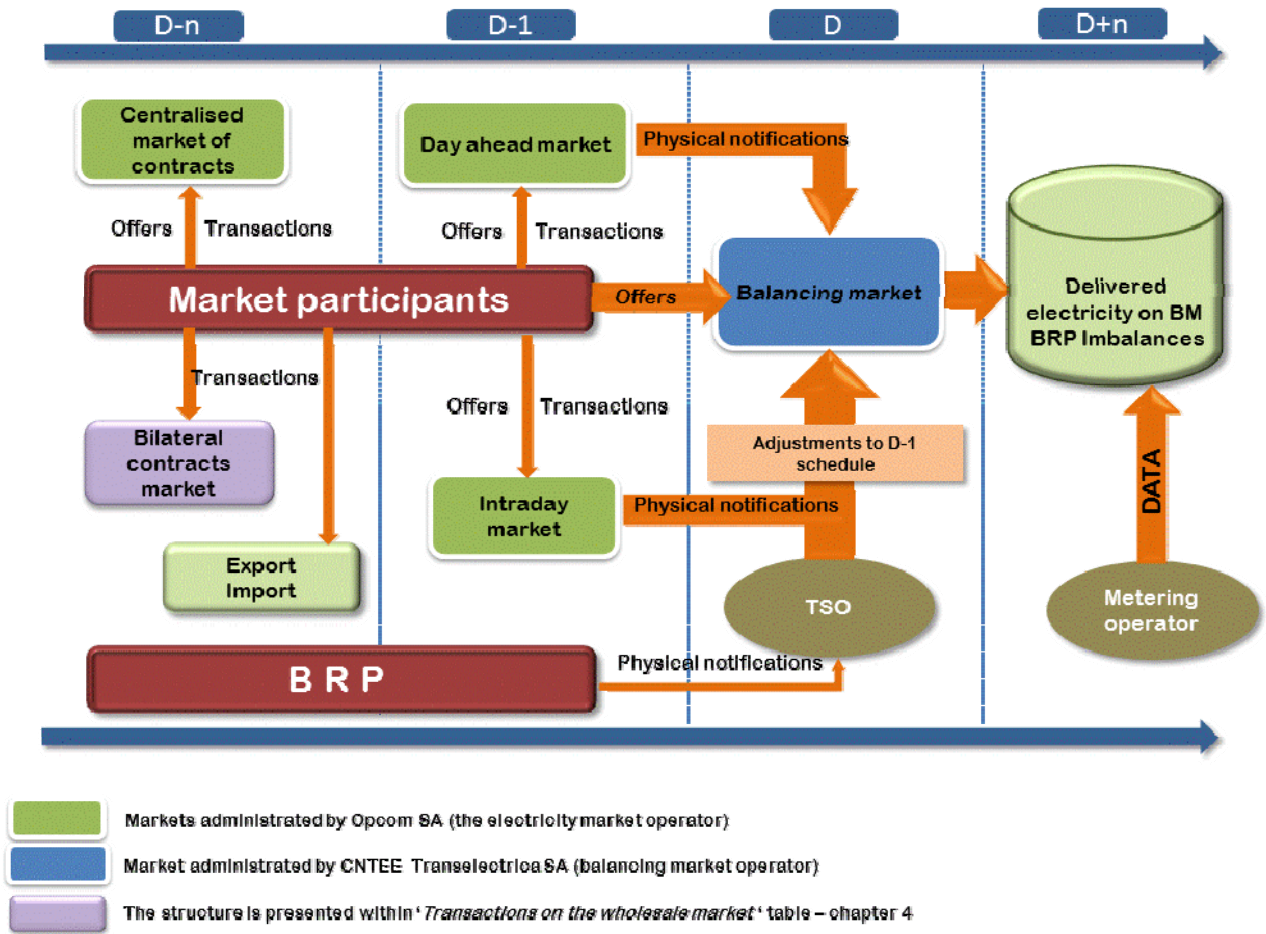 D-n
D-1
D
D+n
Centralised
market of
contracts
Day ahead market
Physical notifications
Offers
Transactions
Offers
Transactions
Market participants
Offers
Balancing market
Delivered
electricity on BM
BRP Imbalances
Transactions
Offers
Transactions
Bilateral
contracts
market
Adjustments to D-1
schedule
Intraday
market
Physical notifications
DATA
Export
Import
TSO
Metering
operator
B R P
Physical notifications
Markets administrated by Opcom SA (the electricity market operator)
Market administrated by CNTEE Transelectrica SA (balancing market operator)
The structure is presented within ‘Transactions on the wholesale market‘ table – chapter 4